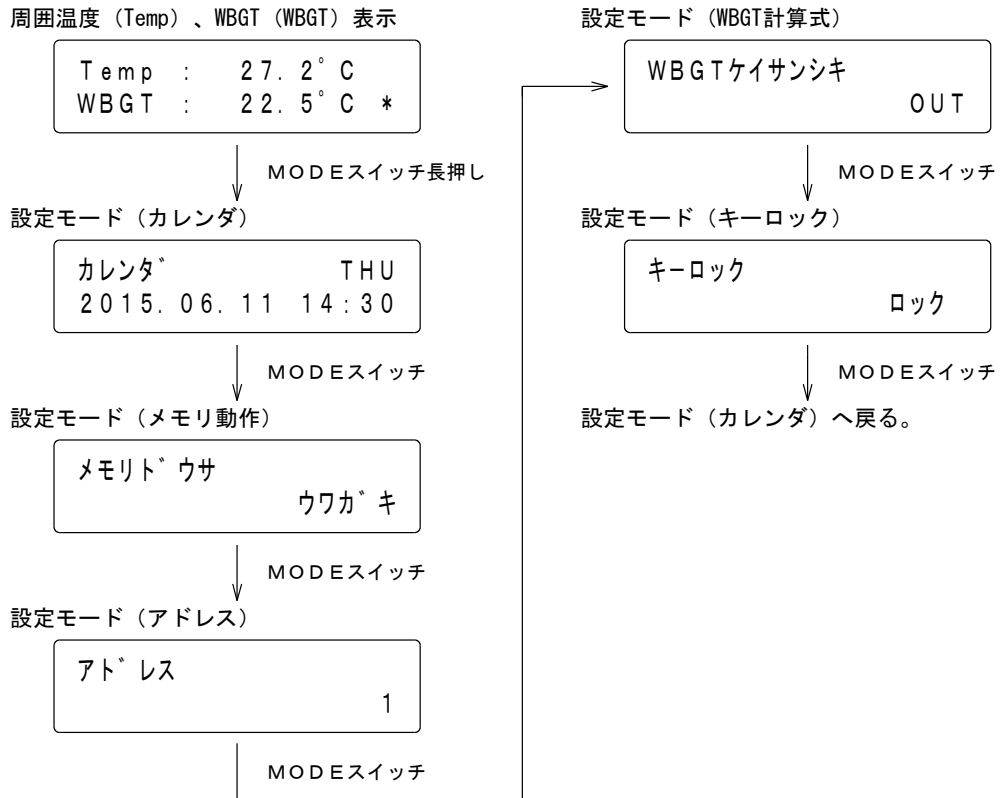 周囲温度（Temp）、WBGT（WBGT）表示
Temp : 27.2°C
WBGT : 22.5°C *
MODEスイッチ長押し
設定モード（カレンダ）
カレンダ゛ THU
2015.06.11 14:30
MODEスイッチ
設定モード（メモリ動作）
メモリト゛ウサ
ウワカ゛キ
MODEスイッチ
設定モード（アドレス）
アト゛レス
1
MODEスイッチ
設定モード（WBGT計算式）
WBGTケイサンシキ
OUT
MODEスイッチ
設定モード（キーロック）
キーロック
ロック
MODEスイッチ
設定モード（カレンダ）へ戻る。